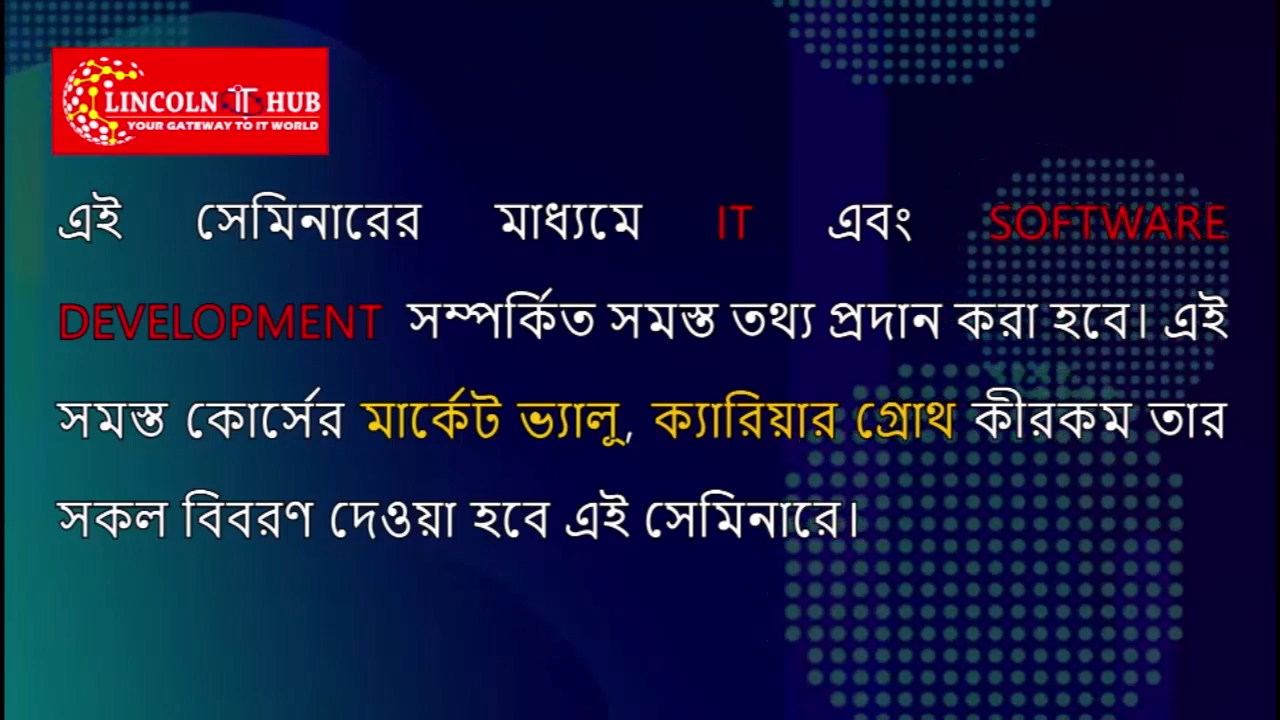 LINCOLN IT HUB
YOUR GATEWAY TO IT WORLD
এই সেমিনারের মাধ্যমে IT এবং SOFTWARE
DEVELOPMENT সম্পর্কিত সমস্ত তথ্য প্রদান করা হবে। এই
সমস্ত কোর্সের মার্কেট ভ্যালু, ক্যারিয়ার গ্রোথ কীরকম তার
সকল বিবরণ দেওয়া হবে এই সেমিনারে।